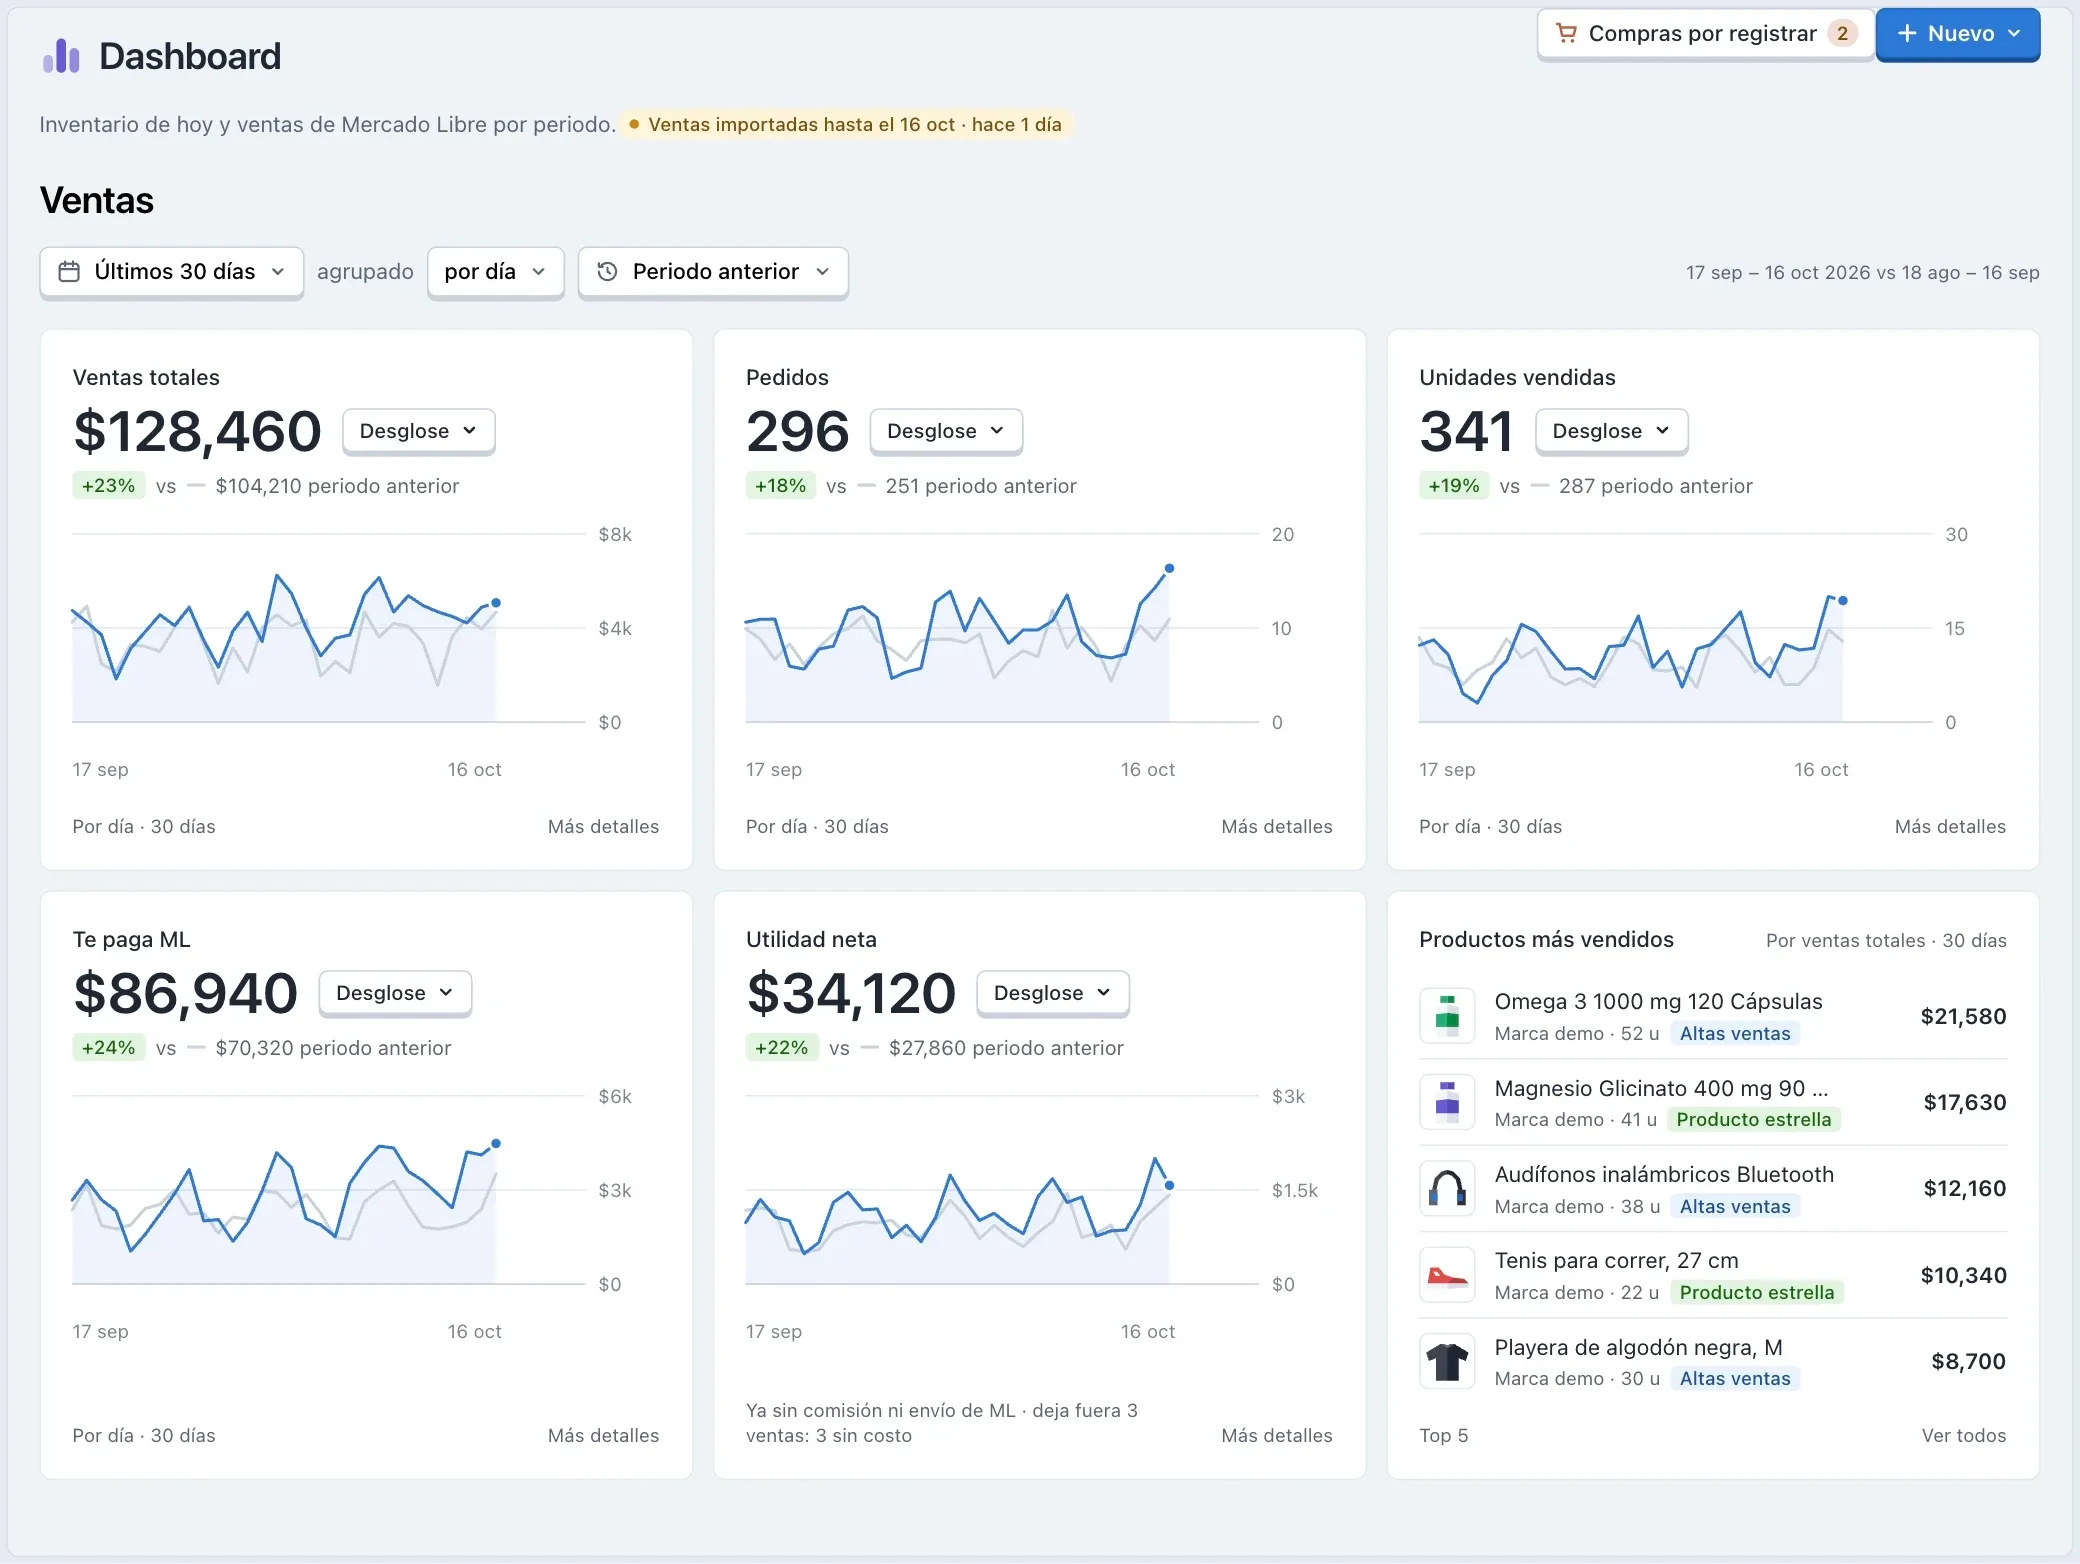 Dashboard
Compras por registrar 2
+ Nuevo
Inventario de hoy y ventas de Mercado Libre por periodo. Ventas importadas hasta el 16 oct · hace 1 día
Ventas
Últimos 30 días agrupado por día Periodo anterior
17 sep – 16 oct 2026 vs 18 ago – 16 sep
Ventas totales
$128,460 Desglose
+23% vs — $104,210 periodo anterior
$8k
$4k
$0
17 sep 16 oct
Por día · 30 días Más detalles
Pedidos
296 Desglose
+18% vs — 251 periodo anterior
20
10
0
17 sep 16 oct
Por día · 30 días Más detalles
Unidades vendidas
341 Desglose
+19% vs — 287 periodo anterior
30
15
0
17 sep 16 oct
Por día · 30 días Más detalles
Te paga ML
$86,940 Desglose
+24% vs — $70,320 periodo anterior
$6k
$3k
$0
17 sep 16 oct
Por día · 30 días Más detalles
Utilidad neta
$34,120 Desglose
+22% vs — $27,860 periodo anterior
$3k
$1.5k
$0
17 sep 16 oct
Ya sin comisión ni envío de ML · deja fuera 3
ventas: 3 sin costo Más detalles
Productos más vendidos Por ventas totales · 30 días
Omega 3 1000 mg 120 Cápsulas
Marca demo · 52 u Altas ventas
$21,580
Magnesio Glicinato 400 mg 90 ...
Marca demo · 41 u Producto estrella
$17,630
Audífonos inalámbricos Bluetooth
Marca demo · 38 u Altas ventas
$12,160
Tenis para correr, 27 cm
Marca demo · 22 u Producto estrella
$10,340
Playera de algodón negra, M
Marca demo · 30 u Altas ventas
$8,700
Top 5 Ver todos